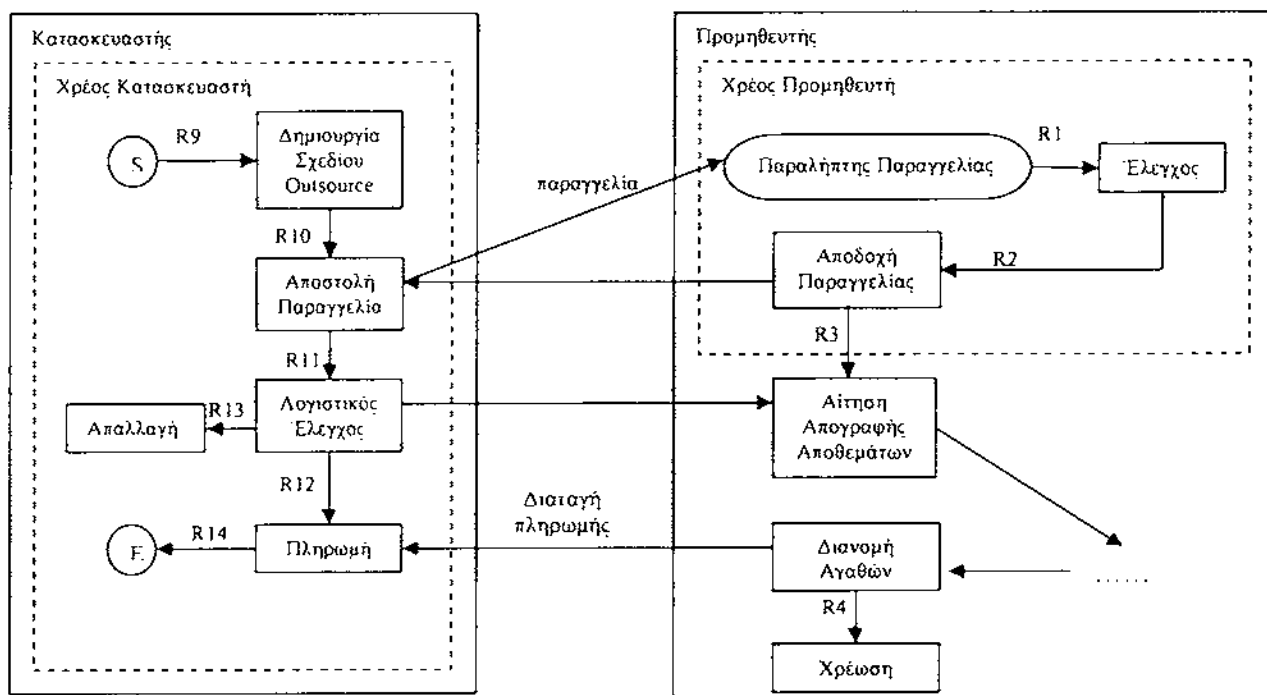 Κατασκευαστής
Χρέος Κατασκευαστή
S
R9
Δημιουργία
Σχεδίου
Outsource
R10
Αποστολή
Παραγγελία
R11
Λογιστικός
Έλεγχος
R13
Απαλλαγή
R12
Πληρωμή
R14
E
παραγγελία
Διαταγή
πληρωμής
Προμηθευτής
Χρέος Προμηθευτή
Παραλήπτης Παραγγελίας
R1
Έλεγχος
R2
Αποδοχή
Παραγγελίας
R3
Αίτηση
Απογραφής
Αποθεμάτων
......
Διανομή
Αγαθών
R4
Χρέωση